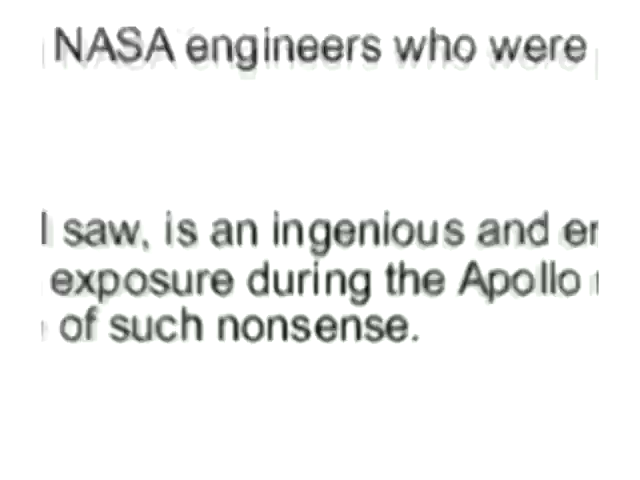 NASA engineers who were
I saw, is an ingenious and
exposure during the Apollo
of such nonsense.